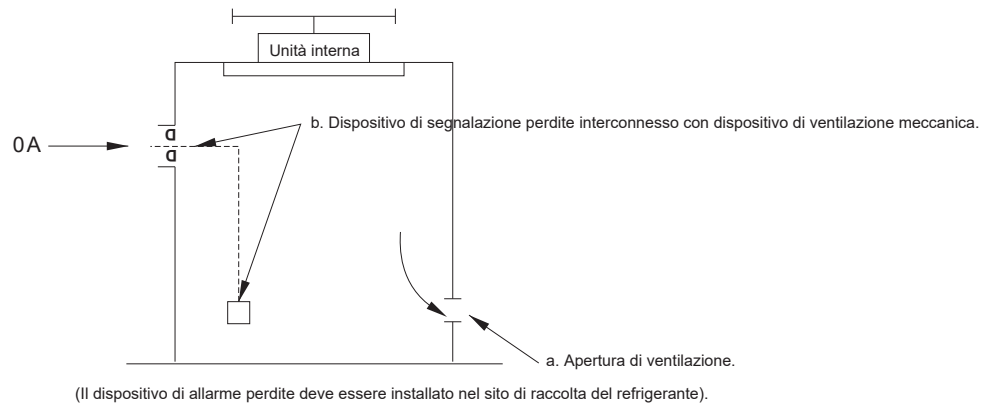 Unità interna
b. Dispositivo di segnalazione perdite interconnesso con dispositivo di ventilazione meccanica.
0A
a. Apertura di ventilazione.
(Il dispositivo di allarme perdite deve essere installato nel sito di raccolta del refrigerante).